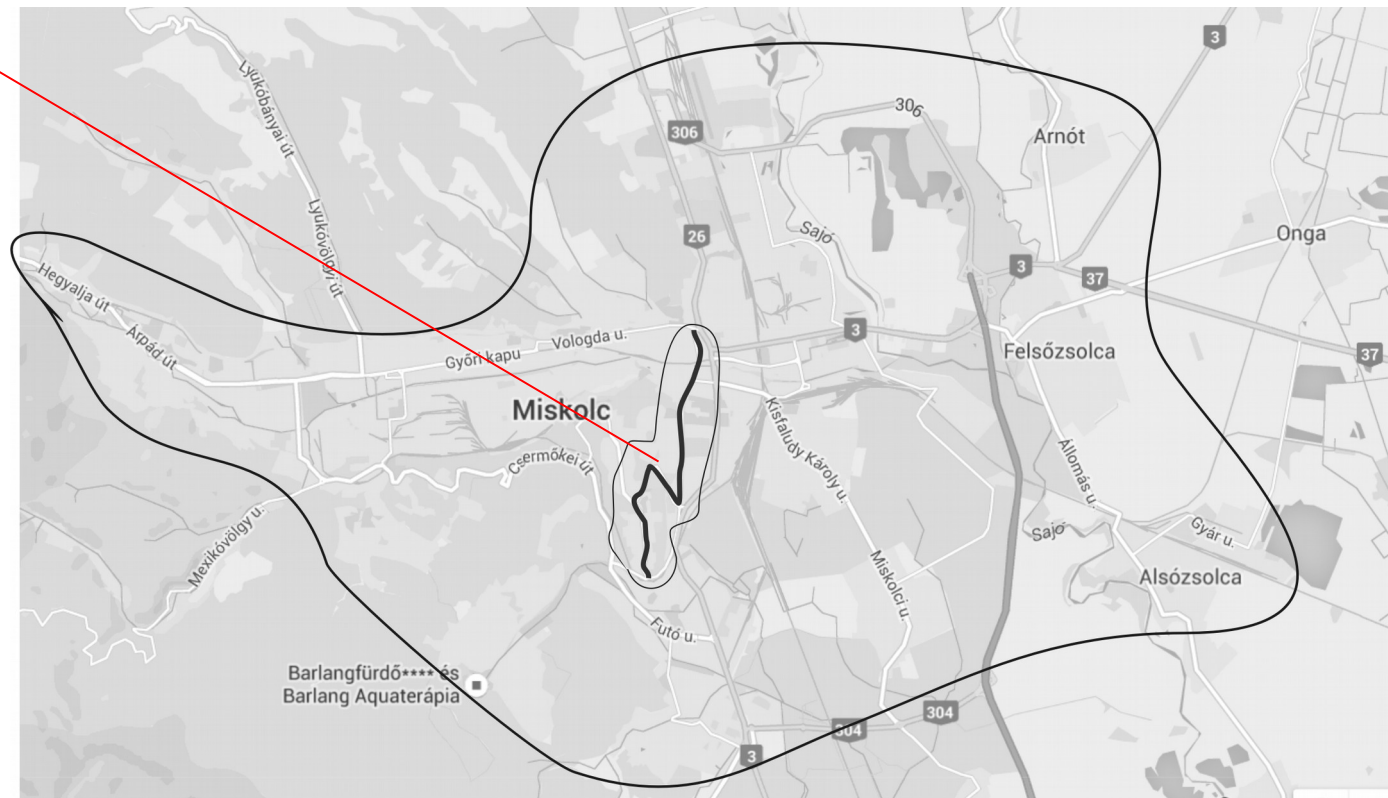 3
Lyukóbányai út
306
306
Arnót
Lyukóvölgyi út
26
Sajó
Onga
3
37
Hegyalja út
Árpád út
Győri kapu
Vologda u.
3
Felsőzsolca
37
Miskolc
Kisfaludy Károly u.
Csermőkei út
Állomás u.
Mexikóvölgy u.
Sajó
Gyár u.
Miskolci u.
Alsózsolca
Futó u.
Barlangfürdő**** és
Barlang Aquaterápia
304
304
3